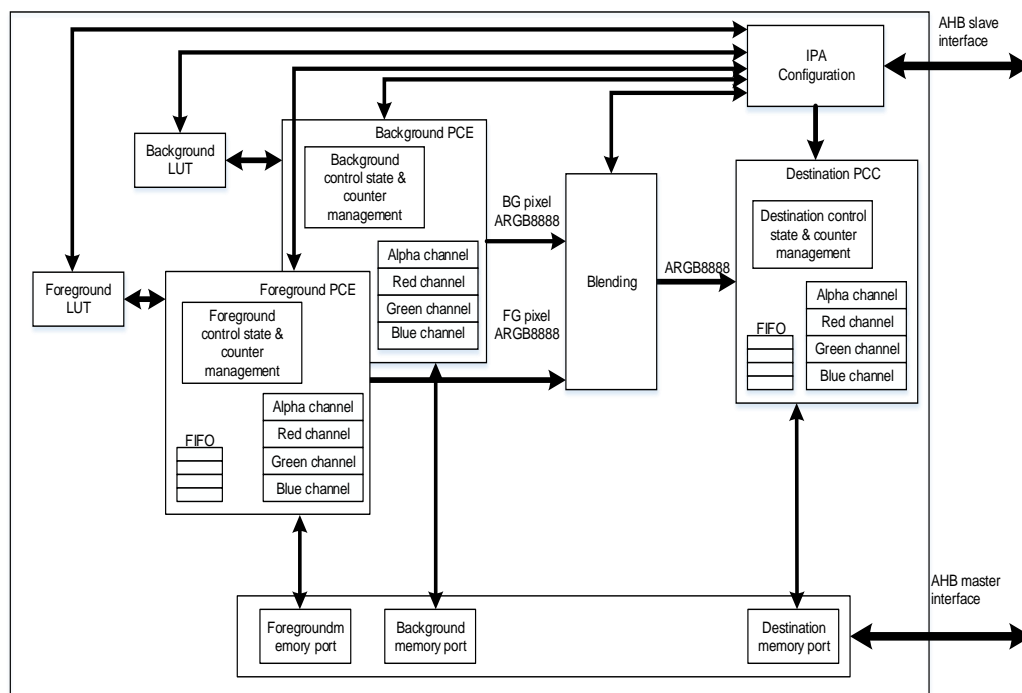 AHB slave
interface
IPA
Configuration
Background
LUT
Background PCE
Background
control state &
counter
management
Alpha channel
Red channel
Green channel
Blue channel
BG pixel
ARGB8888
FG pixel
ARGB8888
Blending
ARGB8888
Destination PCC
Destination control
state & counter
management
FIFO
Alpha channel
Red channel
Green channel
Blue channel
Foreground
LUT
Foreground PCE
Foreground
control state &
counter
management
FIFO
Alpha channel
Red channel
Green channel
Blue channel
Foregroundm
emory port
Background
memory port
Destination
memory port
AHB master
interface